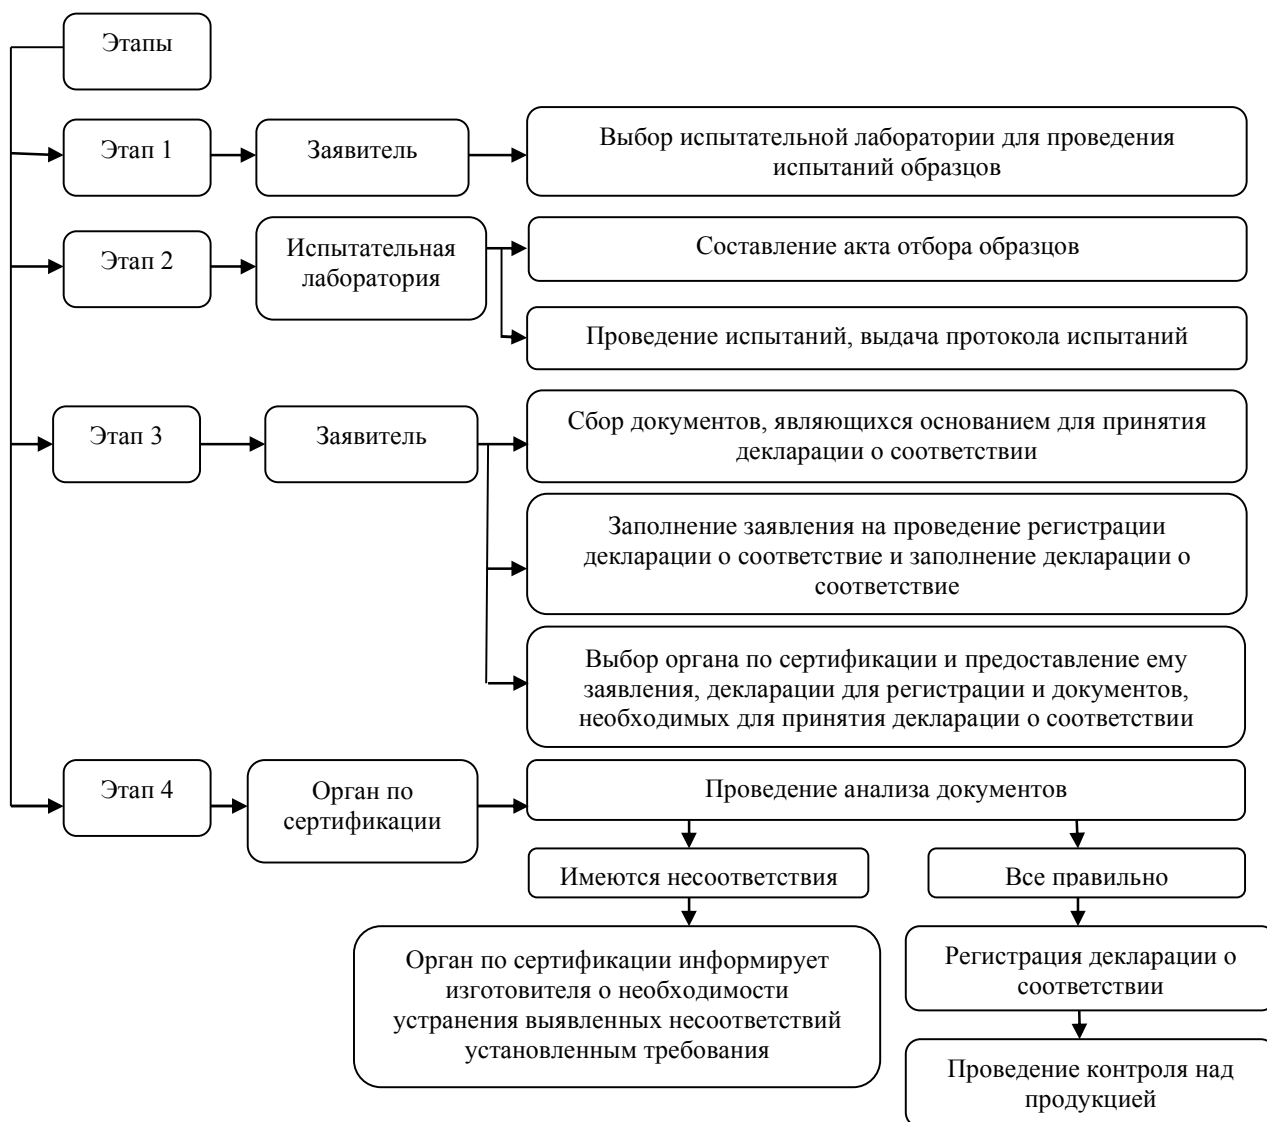 Этапы
Этап 1
Заявитель
Выбор испытательной лаборатории для проведения
испытаний образцов
Этап 2
Испытательная
лаборатория
Составление акта отбора образцов
Проведение испытаний, выдача протокола испытаний
Этап 3
Заявитель
Сбор документов, являющихся основанием для принятия
декларации о соответствии
Заполнение заявления на проведение регистрации
декларации о соответствие и заполнение декларации о
соответствие
Выбор органа по сертификации и предоставление ему
заявления, декларации для регистрации и документов,
необходимых для принятия декларации о соответствии
Этап 4
Орган по
сертификации
Проведение анализа документов
Имеются несоответствия
Все правильно
Орган по сертификации информирует
изготовителя о необходимости
устранения выявленных несоответствий
установленным требования
Регистрация декларации о
соответствии
Проведение контроля над
продукцией